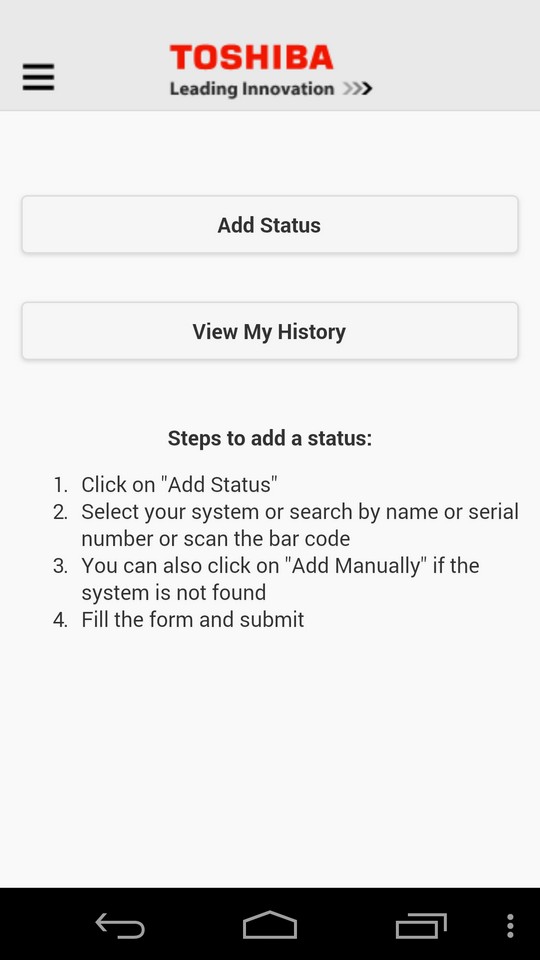 TOSHIBA
Leading Innovation >>>
Add Status
View My History
Steps to add a status:
1. Click on "Add Status"
2. Select your system or search by name or serial
number or scan the bar code
3. You can also click on "Add Manually" if the
system is not found
4. Fill the form and submit